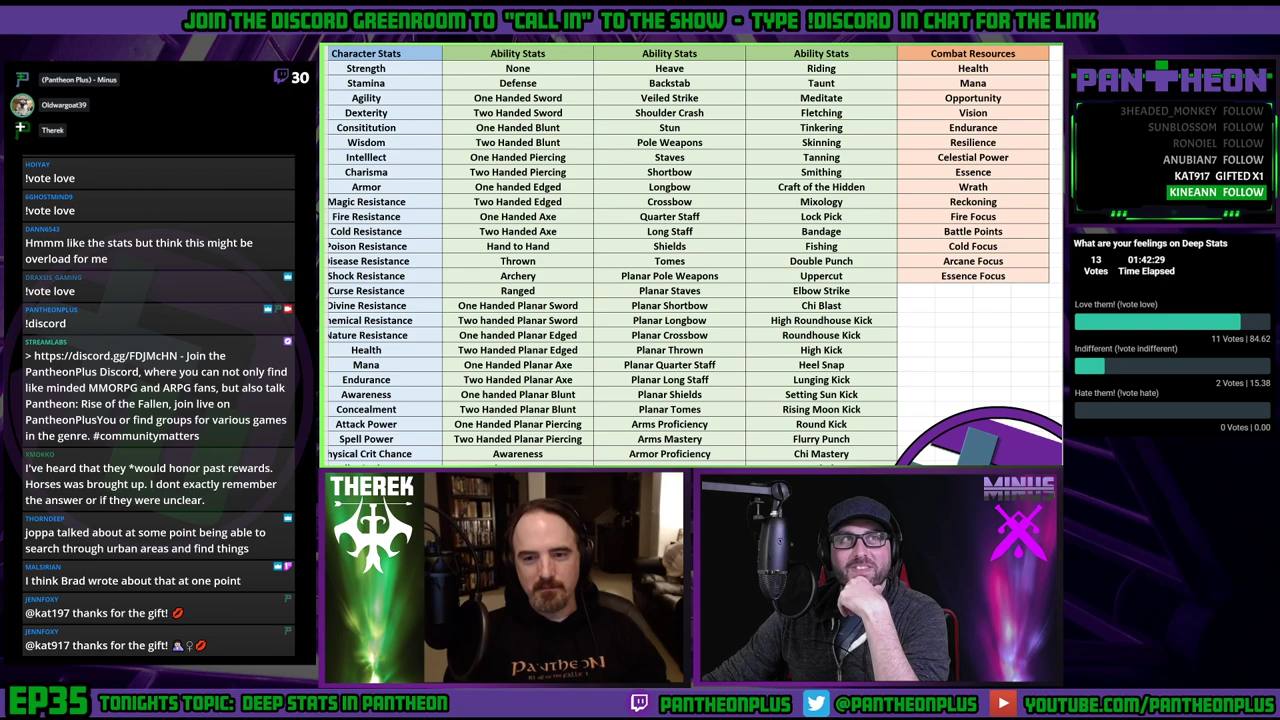 JOIN THE DISCORD GREENROOM TO "CALL IN" TO THE SHOW - TYPE !DISCORD IN CHAT FOR THE LINK
(Pantheon Plus) - Minus
30
Oldwargoat39
Therek
HOIYAY
!vote love
6GHOSTMIND9
!vote love
DANN6543
Hmmm like the stats but think this might be
overload for me
DRAXSIS_GAMING
!vote love
PANTHEONPLUS
!discord
STREAMLABS
> https://discord.gg/FDJMcHN - Join the
PantheonPlus Discord, where you can not only find
like minded MMORPG and ARPG fans, but also talk
Pantheon: Rise of the Fallen, join live on
PantheonPlusYou or find groups for various games
in the genre. #communitymatters
XMOKKO
I've heard that they *would honor past rewards.
Horses was brought up. I dont exactly remember
the answer or if they were unclear.
THORNDEEP
joppa talked about at some point being able to
search through urban areas and find things
MALSIRIAN
I think Brad wrote about that at one point
JENNFOXY
@kat197 thanks for the gift! 💋
JENNFOXY
@kat917 thanks for the gift! 🤦🏻‍♀️💋
Character Stats Ability Stats Ability Stats Ability Stats Combat Resources
Strength None Heave Riding Health
Stamina Defense Backstab Taunt Mana
Agility One Handed Sword Veiled Strike Meditate Opportunity
Dexterity Two Handed Sword Shoulder Crash Fletching Vision
Consititution One Handed Blunt Stun Tinkering Endurance
Wisdom Two Handed Blunt Pole Weapons Skinning Resilience
Intelllect One Handed Piercing Staves Tanning Celestial Power
Charisma Two Handed Piercing Shortbow Smithing Essence
Armor One handed Edged Longbow Craft of the Hidden Wrath
Magic Resistance Two Handed Edged Crossbow Mixology Reckoning
Fire Resistance One Handed Axe Quarter Staff Lock Pick Fire Focus
Cold Resistance Two Handed Axe Long Staff Bandage Battle Points
Poison Resistance Hand to Hand Shields Fishing Cold Focus
Disease Resistance Thrown Tomes Double Punch Arcane Focus
Shock Resistance Archery Planar Pole Weapons Uppercut Essence Focus
Curse Resistance Ranged Planar Staves Elbow Strike
Divine Resistance One Handed Planar Sword Planar Shortbow Chi Blast
hemical Resistance Two handed Planar Sword Planar Longbow High Roundhouse Kick
Nature Resistance One handed Planar Edged Planar Crossbow Roundhouse Kick
Health Two Handed Planar Edged Planar Thrown High Kick
Mana One Handed Planar Axe Planar Quarter Staff Heel Snap
Endurance Two Handed Planar Axe Planar Long Staff Lunging Kick
Awareness One handed Planar Blunt Planar Shields Setting Sun Kick
Concealment Two Handed Planar Blunt Planar Tomes Rising Moon Kick
Attack Power One Handed Planar Piercing Arms Proficiency Round Kick
Spell Power Two Handed Planar Piercing Arms Mastery Flurry Punch
hysical Crit Chance Awareness Armor Proficiency Chi Mastery
PANTHEON
3HEADED_MONKEY FOLLOW
SUNBLOSSOM FOLLOW
RONOIEL FOLLOW
ANUBIAN7 FOLLOW
KAT917 GIFTED X1
KINEANN FOLLOW
What are your feelings on Deep Stats
13 01:42:29
Votes Time Elapsed
Love them! (!vote love)
11 Votes | 84.62
Indifferent (!vote indifferent)
2 Votes | 15.38
Hate them! (!vote hate)
0 Votes | 0.00
THEREK
MINUS
PANTHEON
EP35 TONIGHTS TOPIC: DEEP STATS IN PANTHEON PANTHEONPLUS @PANTHEONPLUS YOUTUBE.COM/PANTHEONPLUS